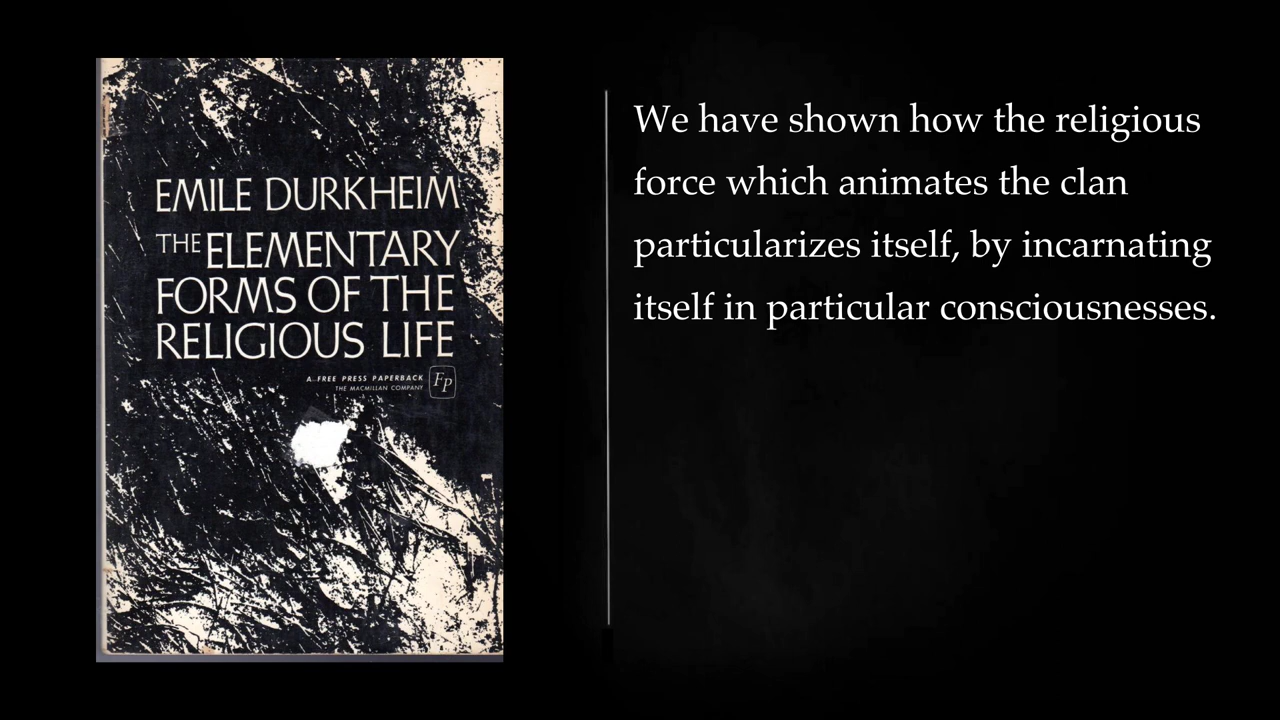 EMILE DURKHEIM
THE ELEMENTARY
FORMS OF THE
RELIGIOUS LIFE
A FREE PRESS PAPERBACK
THE MACMILLAN COMPANY
FP
We have shown how the religious
force which animates the clan
particularizes itself, by incarnating
itself in particular consciousnesses.